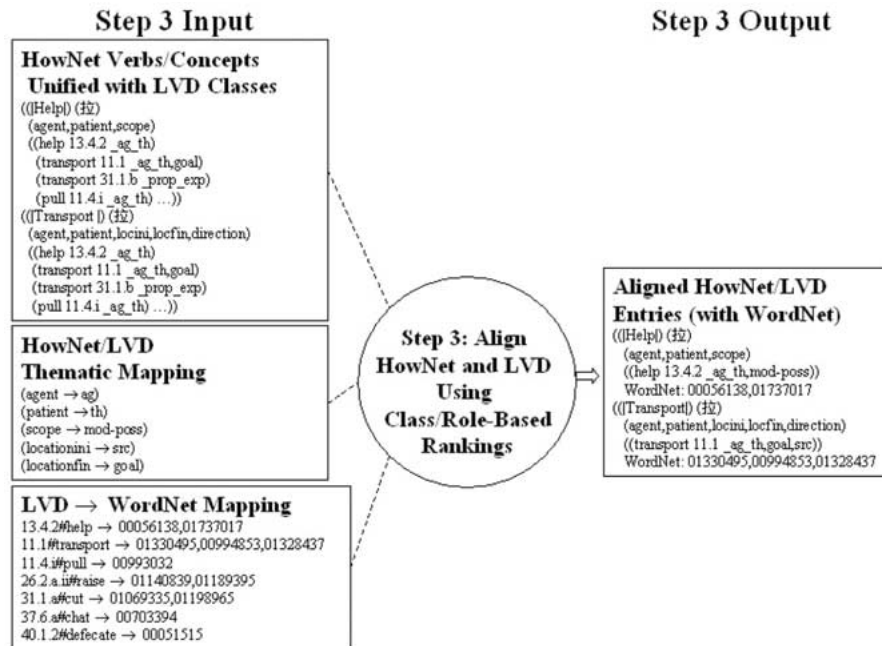 Step 3 Input
HowNet Verbs/Concepts
Unified with LVD Classes
((|Help|) (拉)
(agent,patient,scope)
((help 13.4.2 _ag_th)
(transport 11.1 _ag_th,goal)
(transport 31.1.b _prop_exp)
(pull 11.4.i _ag_th) ...))
((|Transport |) (拉)
(agent,patient,locini,locfin,direction)
((help 13.4.2 _ag_th)
(transport 11.1 _ag_th,goal)
(transport 31.1.b _prop_exp)
(pull 11.4.i _ag_th) ...))
HowNet/LVD
Thematic Mapping
(agent → ag)
(patient → th)
(scope → mod-poss)
(locationini → src)
(locationfin → goal)
LVD → WordNet Mapping
13.4.2#help → 00056138,01737017
11.1#transport → 01330495,00994853,01328437
11.4.i#pull → 00993032
26.2.a.ii#raise → 01140839,01189395
31.1.a#cut → 01069335,01198965
37.6.a#chat → 00703394
40.1.2#defecate → 00051515
Step 3: Align
HowNet and LVD
Using
Class/Role-Based
Rankings
Step 3 Output
Aligned HowNet/LVD
Entries (with WordNet)
((|Help|) (拉)
(agent,patient,scope)
((help 13.4.2 _ag_th,mod-poss))
WordNet: 00056138,01737017
((|Transport|) (拉)
(agent,patient,locini,locfin,direction)
((transport 11.1 _ag_th,goal,src))
WordNet: 01330495,00994853,01328437